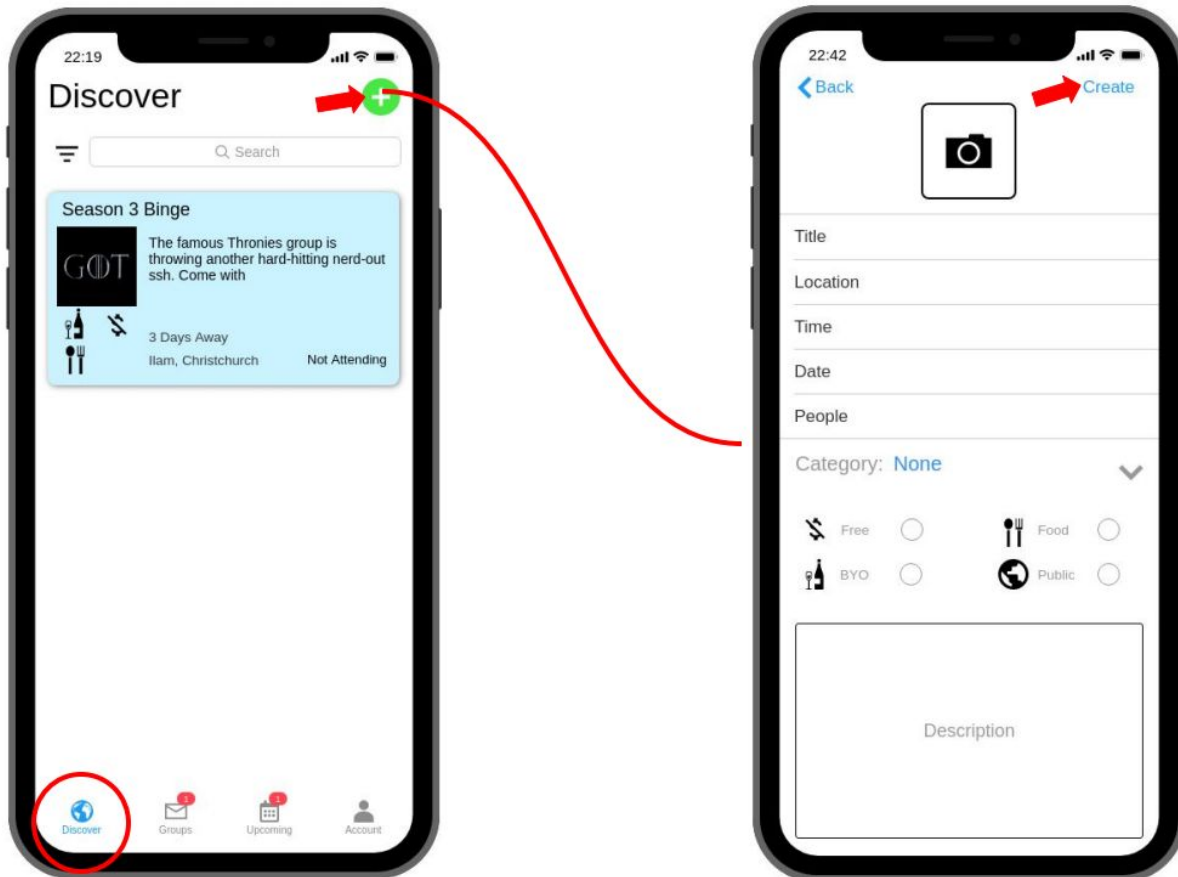 22:19
Discover
Search
Season 3 Binge
GOT
The famous Thronies group is
throwing another hard-hitting nerd-out
ssh. Come with
3 Days Away
Ilam, Christchurch
Not Attending
1
1
Discover
Groups
Upcoming
Account
22:42
Back
Create
Title
Location
Time
Date
People
Category: None
Free
Food
BYO
Public
Description